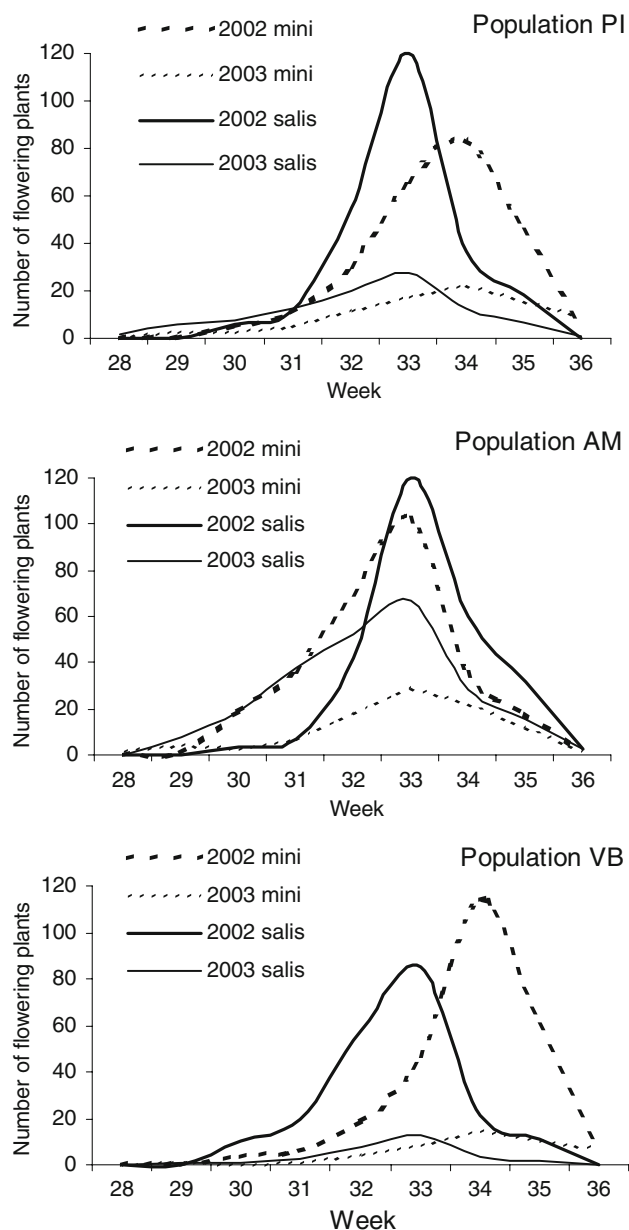 Population PI
2002 mini
2003 mini
2002 salis
2003 salis
Number of flowering plants
120
100
80
60
40
20
0
28 29 30 31 32 33 34 35 36
Week
Population AM
2002 mini
2003 mini
2002 salis
2003 salis
Number of flowering plants
120
100
80
60
40
20
0
28 29 30 31 32 33 34 35 36
Week
Population VB
2002 mini
2003 mini
2002 salis
2003 salis
Number of flowering plants
120
100
80
60
40
20
0
28 29 30 31 32 33 34 35 36
Week